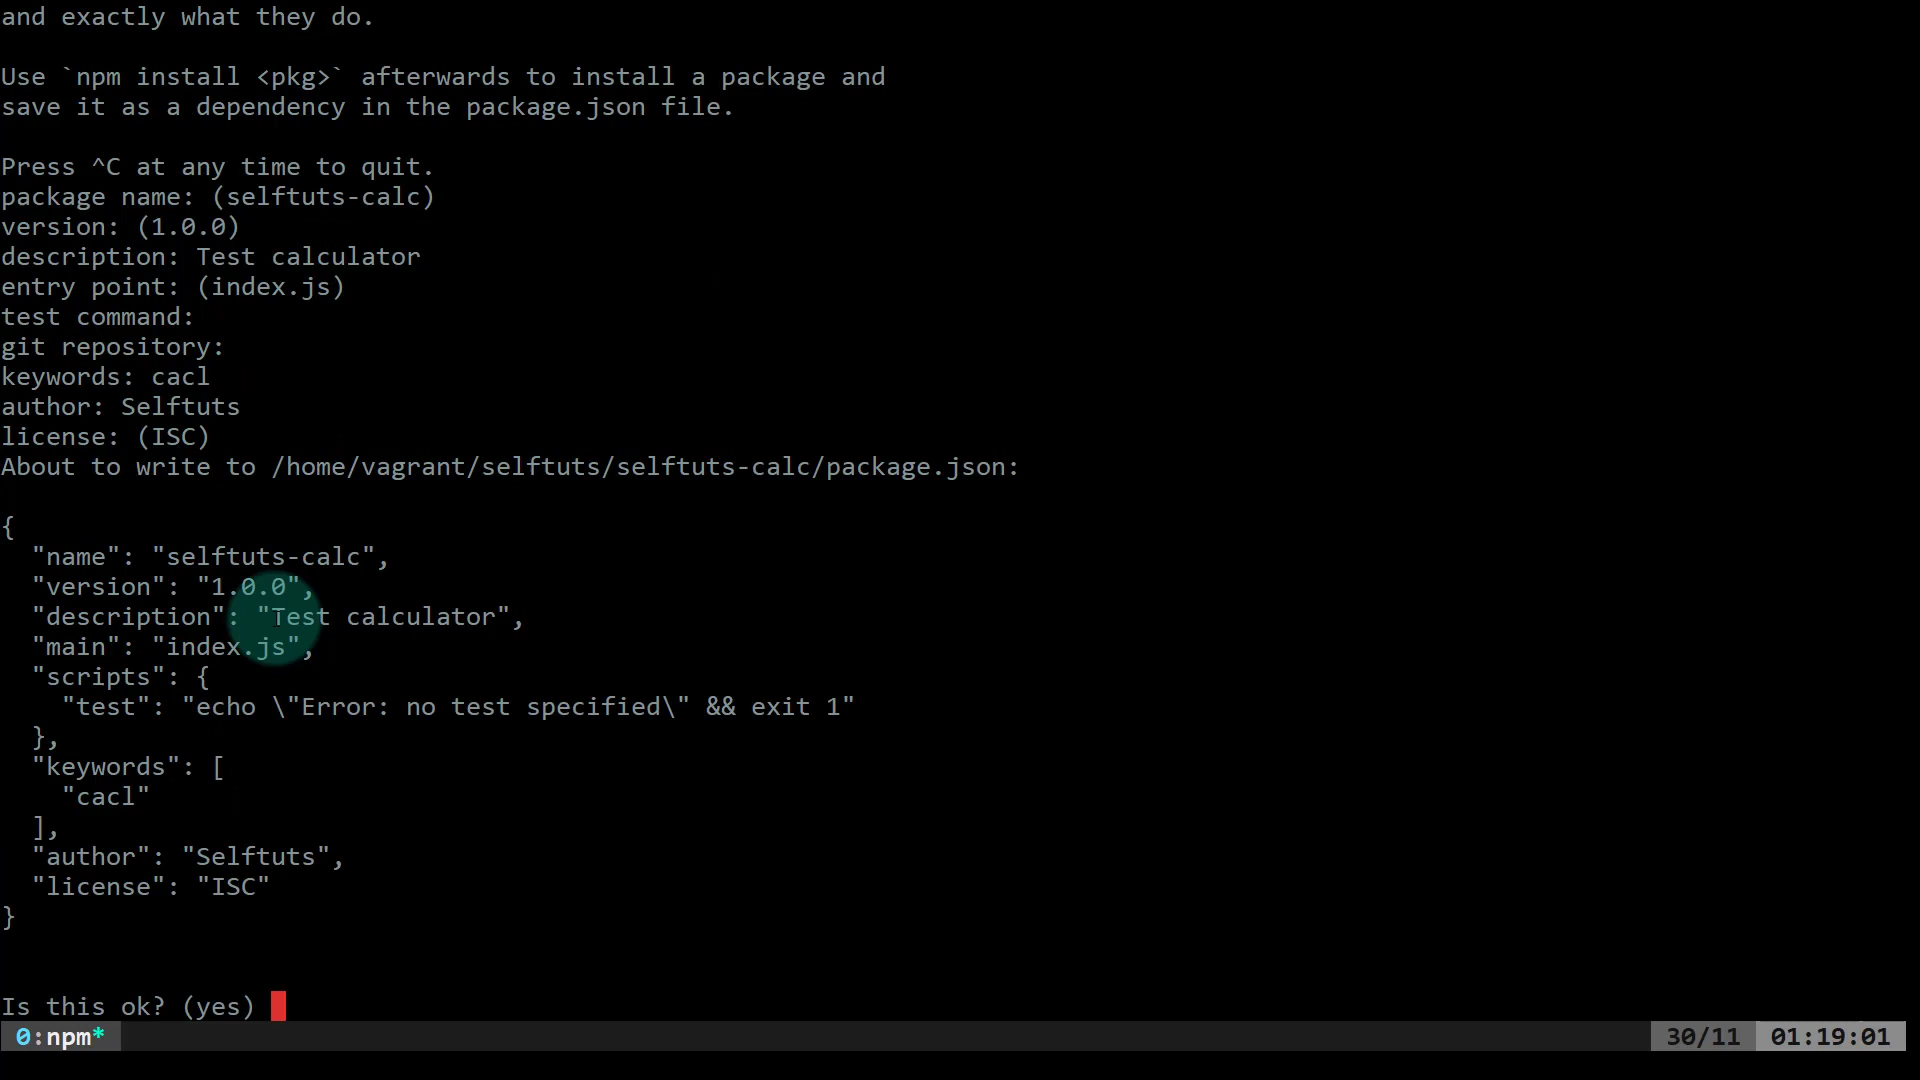 and exactly what they do.
Use `npm install <pkg>` afterwards to install a package and
save it as a dependency in the package.json file.
Press ^C at any time to quit.
package name: (selftuts-calc)
version: (1.0.0)
description: Test calculator
entry point: (index.js)
test command:
git repository:
keywords: cacl
author: Selftuts
license: (ISC)
About to write to /home/vagrant/selftuts/selftuts-calc/package.json:
{
  "name": "selftuts-calc",
  "version": "1.0.0",
  "description": "Test calculator",
  "main": "index.js",
  "scripts": {
    "test": "echo \"Error: no test specified\" && exit 1"
  },
  "keywords": [
    "cacl"
  ],
  "author": "Selftuts",
  "license": "ISC"
}
Is this ok? (yes)
0:npm* 30/11 01:19:01